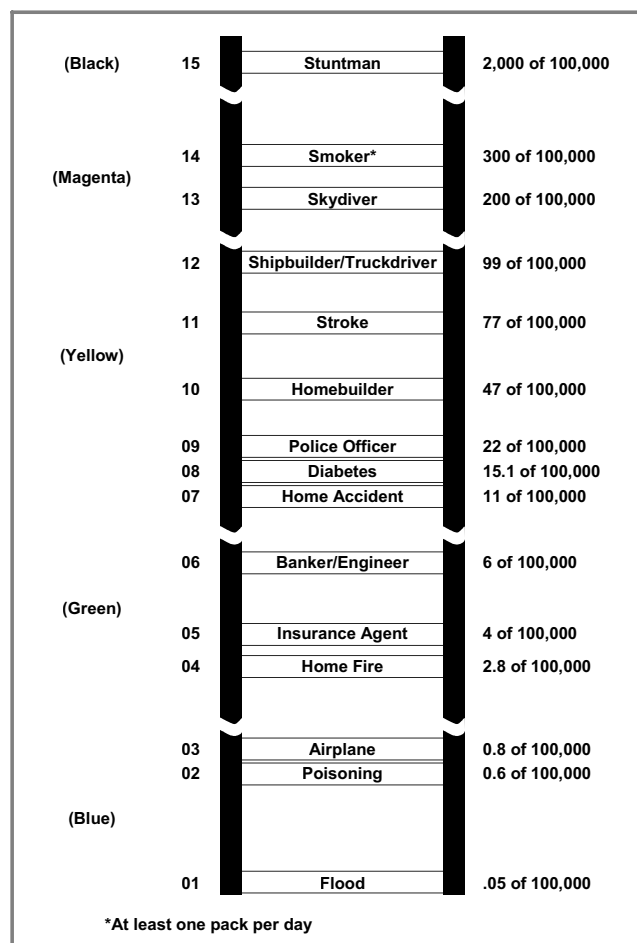 (Black) 15 Stuntman 2,000 of 100,000
14 Smoker* 300 of 100,000
(Magenta)
13 Skydiver 200 of 100,000
12 Shipbuilder/Truckdriver 99 of 100,000
11 Stroke 77 of 100,000
(Yellow)
10 Homebuilder 47 of 100,000
09 Police Officer 22 of 100,000
08 Diabetes 15.1 of 100,000
07 Home Accident 11 of 100,000
06 Banker/Engineer 6 of 100,000
(Green)
05 Insurance Agent 4 of 100,000
04 Home Fire 2.8 of 100,000
03 Airplane 0.8 of 100,000
02 Poisoning 0.6 of 100,000
(Blue)
01 Flood .05 of 100,000
*At least one pack per day